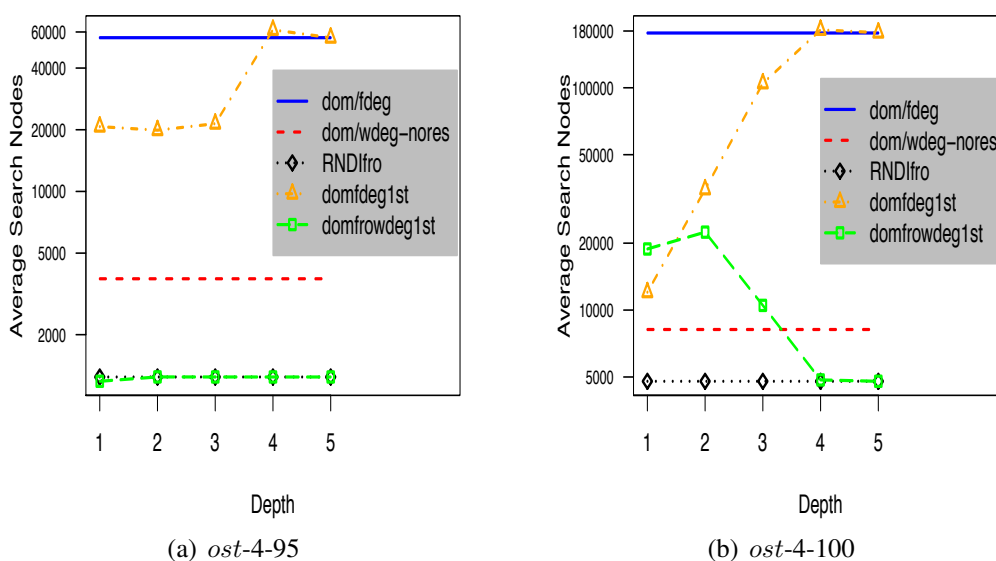 Average Search Nodes
60000
40000
20000
10000
5000
2000
dom/fdeg
dom/wdeg-nores
RNDIfro
domfdeg1st
domfrowdeg1st
1 2 3 4 5
Depth
(a) ost-4-95
Average Search Nodes
180000
100000
50000
20000
10000
5000
dom/fdeg
dom/wdeg-nores
RNDIfro
domfdeg1st
domfrowdeg1st
1 2 3 4 5
Depth
(b) ost-4-100